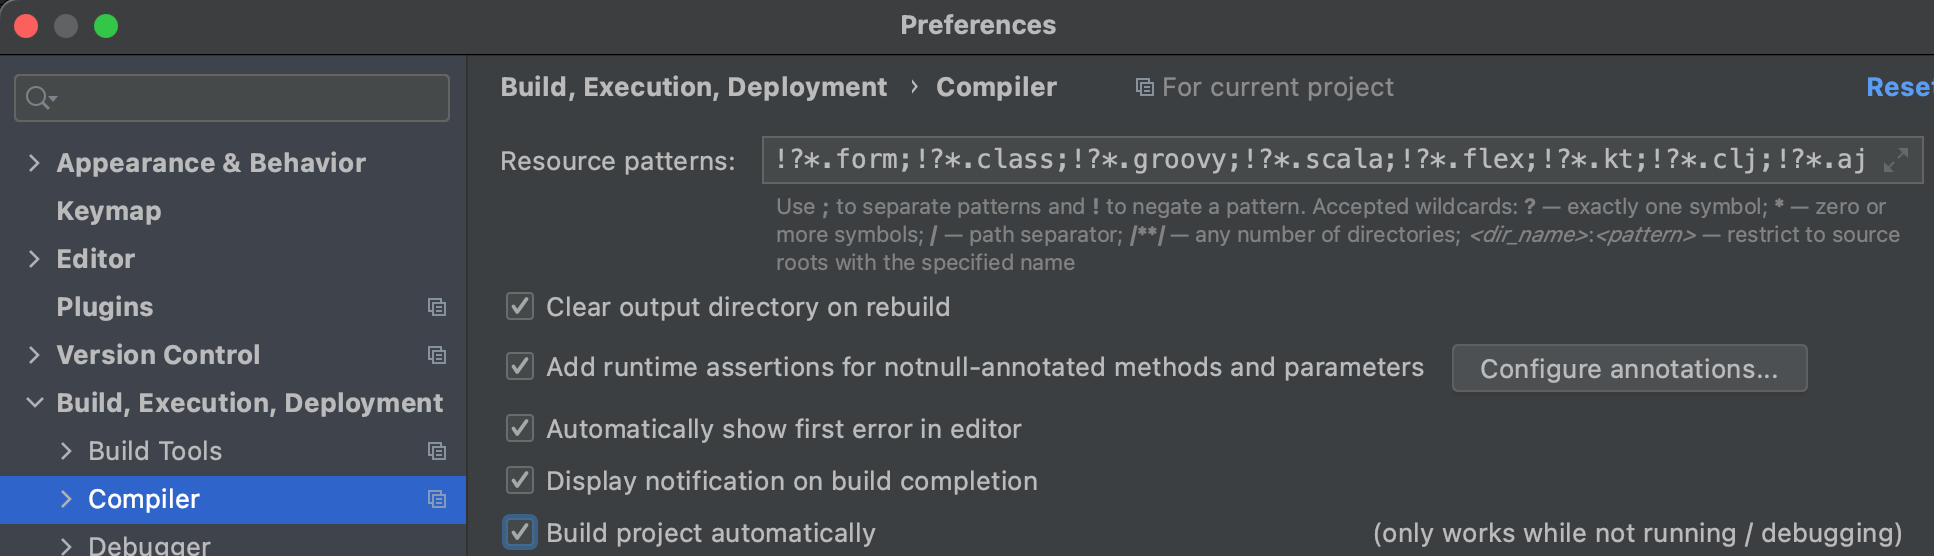 Preferences
Appearance & Behavior
Keymap
Editor
Plugins
Version Control
Build, Execution, Deployment
Build Tools
Compiler
Debugger
Build, Execution, Deployment › Compiler For current project Reset
Resource patterns: !?*.form;!?*.class;!?*.groovy;!?*.scala;!?*.flex;!?*.kt;!?*.clj;!?*.aj
Use ; to separate patterns and ! to negate a pattern. Accepted wildcards: ? — exactly one symbol; * — zero or
more symbols; / — path separator; /**/ — any number of directories; <dir_name>:<pattern> — restrict to source
roots with the specified name
Clear output directory on rebuild
Add runtime assertions for notnull-annotated methods and parameters Configure annotations...
Automatically show first error in editor
Display notification on build completion
Build project automatically (only works while not running / debugging)